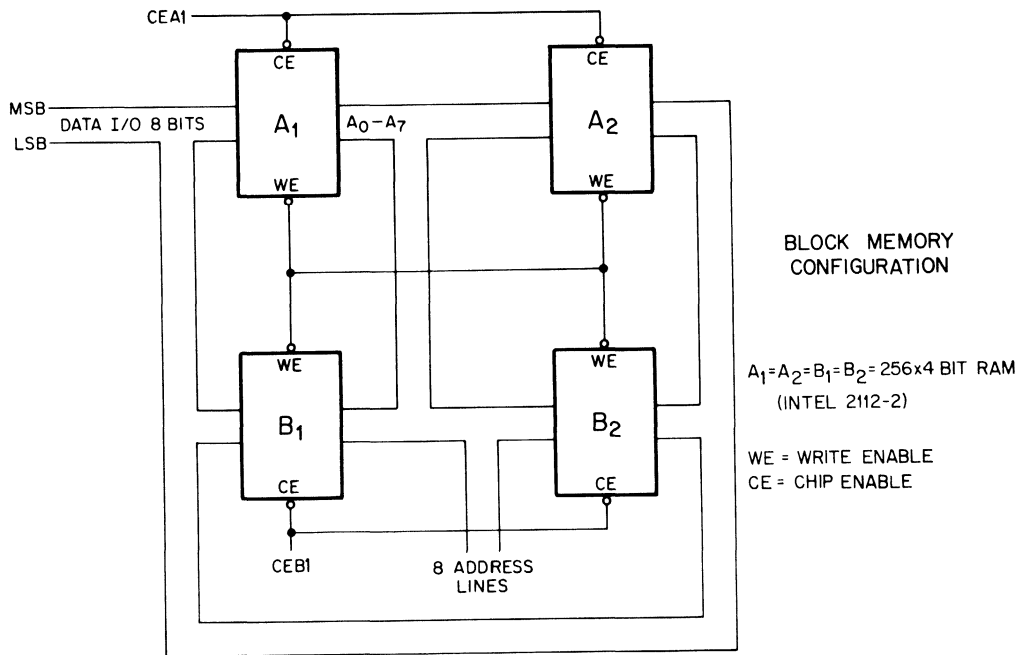 CEA1
CE
CE
MSB
DATA I/O 8 BITS
LSB
A₁
A₀–A₇
A₂
WE
WE
BLOCK MEMORY
CONFIGURATION
WE
WE
A₁=A₂=B₁=B₂=256x4 BIT RAM
(INTEL 2112-2)
B₁
B₂
WE = WRITE ENABLE
CE = CHIP ENABLE
CE
CE
CEB1
8 ADDRESS
LINES